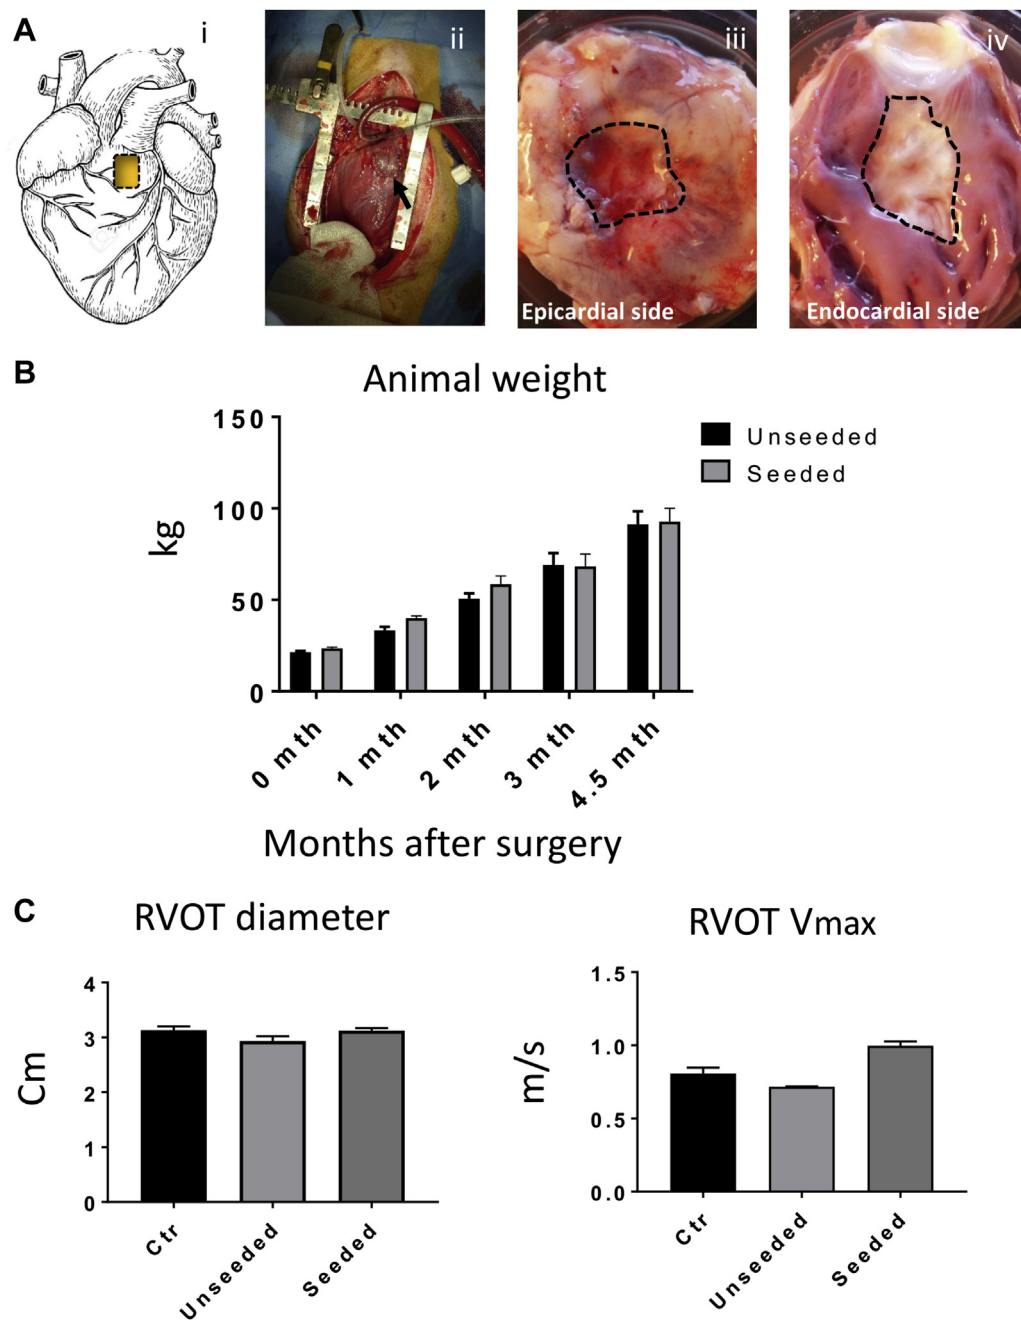 A
i
ii
iii
iv
Epicardial side
Endocardial side
B
Animal weight
150
100
50
0
kg
Unseeded
Seeded
0 mth
1 mth
2 mth
3 mth
4.5 mth
Months after surgery
C
RVOT diameter
4
3
2
1
0
Cm
Ctr
Unseeded
Seeded
RVOT Vmax
1.5
1.0
0.5
0.0
m/s
Ctr
Unseeded
Seeded